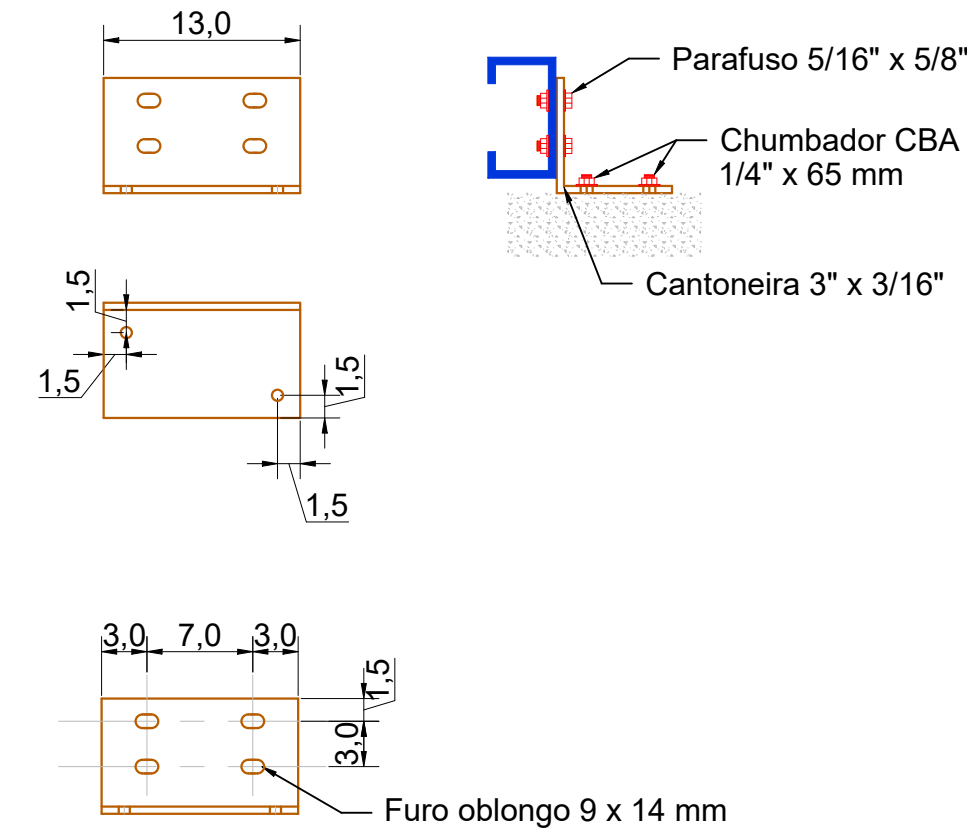 13,0
Parafuso 5/16" x 5/8"
Chumbador CBA
1/4" x 65 mm
Cantoneira 3" x 3/16"
1,5
1,5
1,5
1,5
3,0
7,0
3,0
1,5
3,0
Furo oblongo 9 x 14 mm